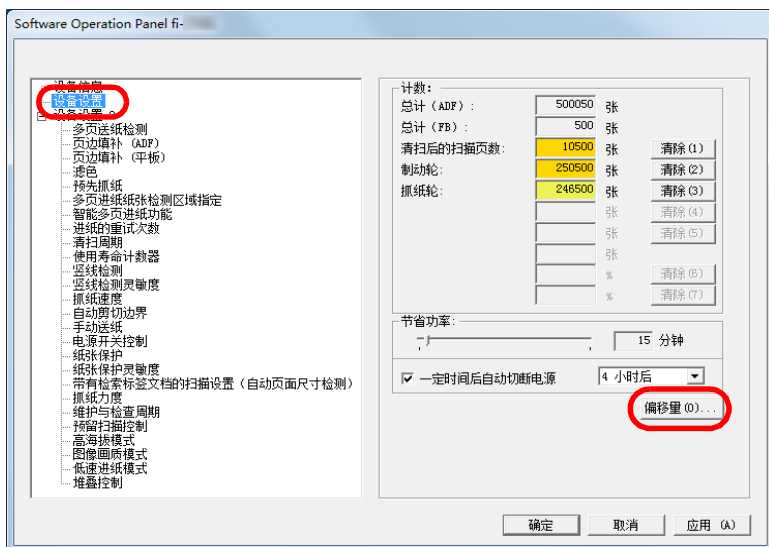 Software Operation Panel fi-
设备信息
设备设置
设备设置 2
多页送纸检测
页边填补 (ADF)
页边填补 (平板)
滤色
预先抓纸
多页进纸纸张检测区域指定
智能多页进纸功能
进纸的重试次数
清扫周期
使用寿命计数器
竖线检测
竖线检测灵敏度
抓纸速度
自动剪切边界
手动送纸
电源开关控制
纸张保护
纸张保护灵敏度
带有检索标签文档的扫描设置(自动页面尺寸检测)
抓纸力度
维护与检查周期
预留扫描控制
高海拔模式
图像画质模式
低速进纸模式
堆叠控制
计数:
总计 (ADF) : 500050 张
总计 (FB) : 500 张
清扫后的扫描页数: 10500 张 清除(1)
制动轮: 250500 张 清除(2)
抓纸轮: 246500 张 清除(3)
张 清除(4)
张 清除(5)
张
% 清除(6)
% 清除(7)
节省功率:
15 分钟
一定时间后自动切断电源 4 小时后
偏移量(O)...
确定 取消 应用 (A)